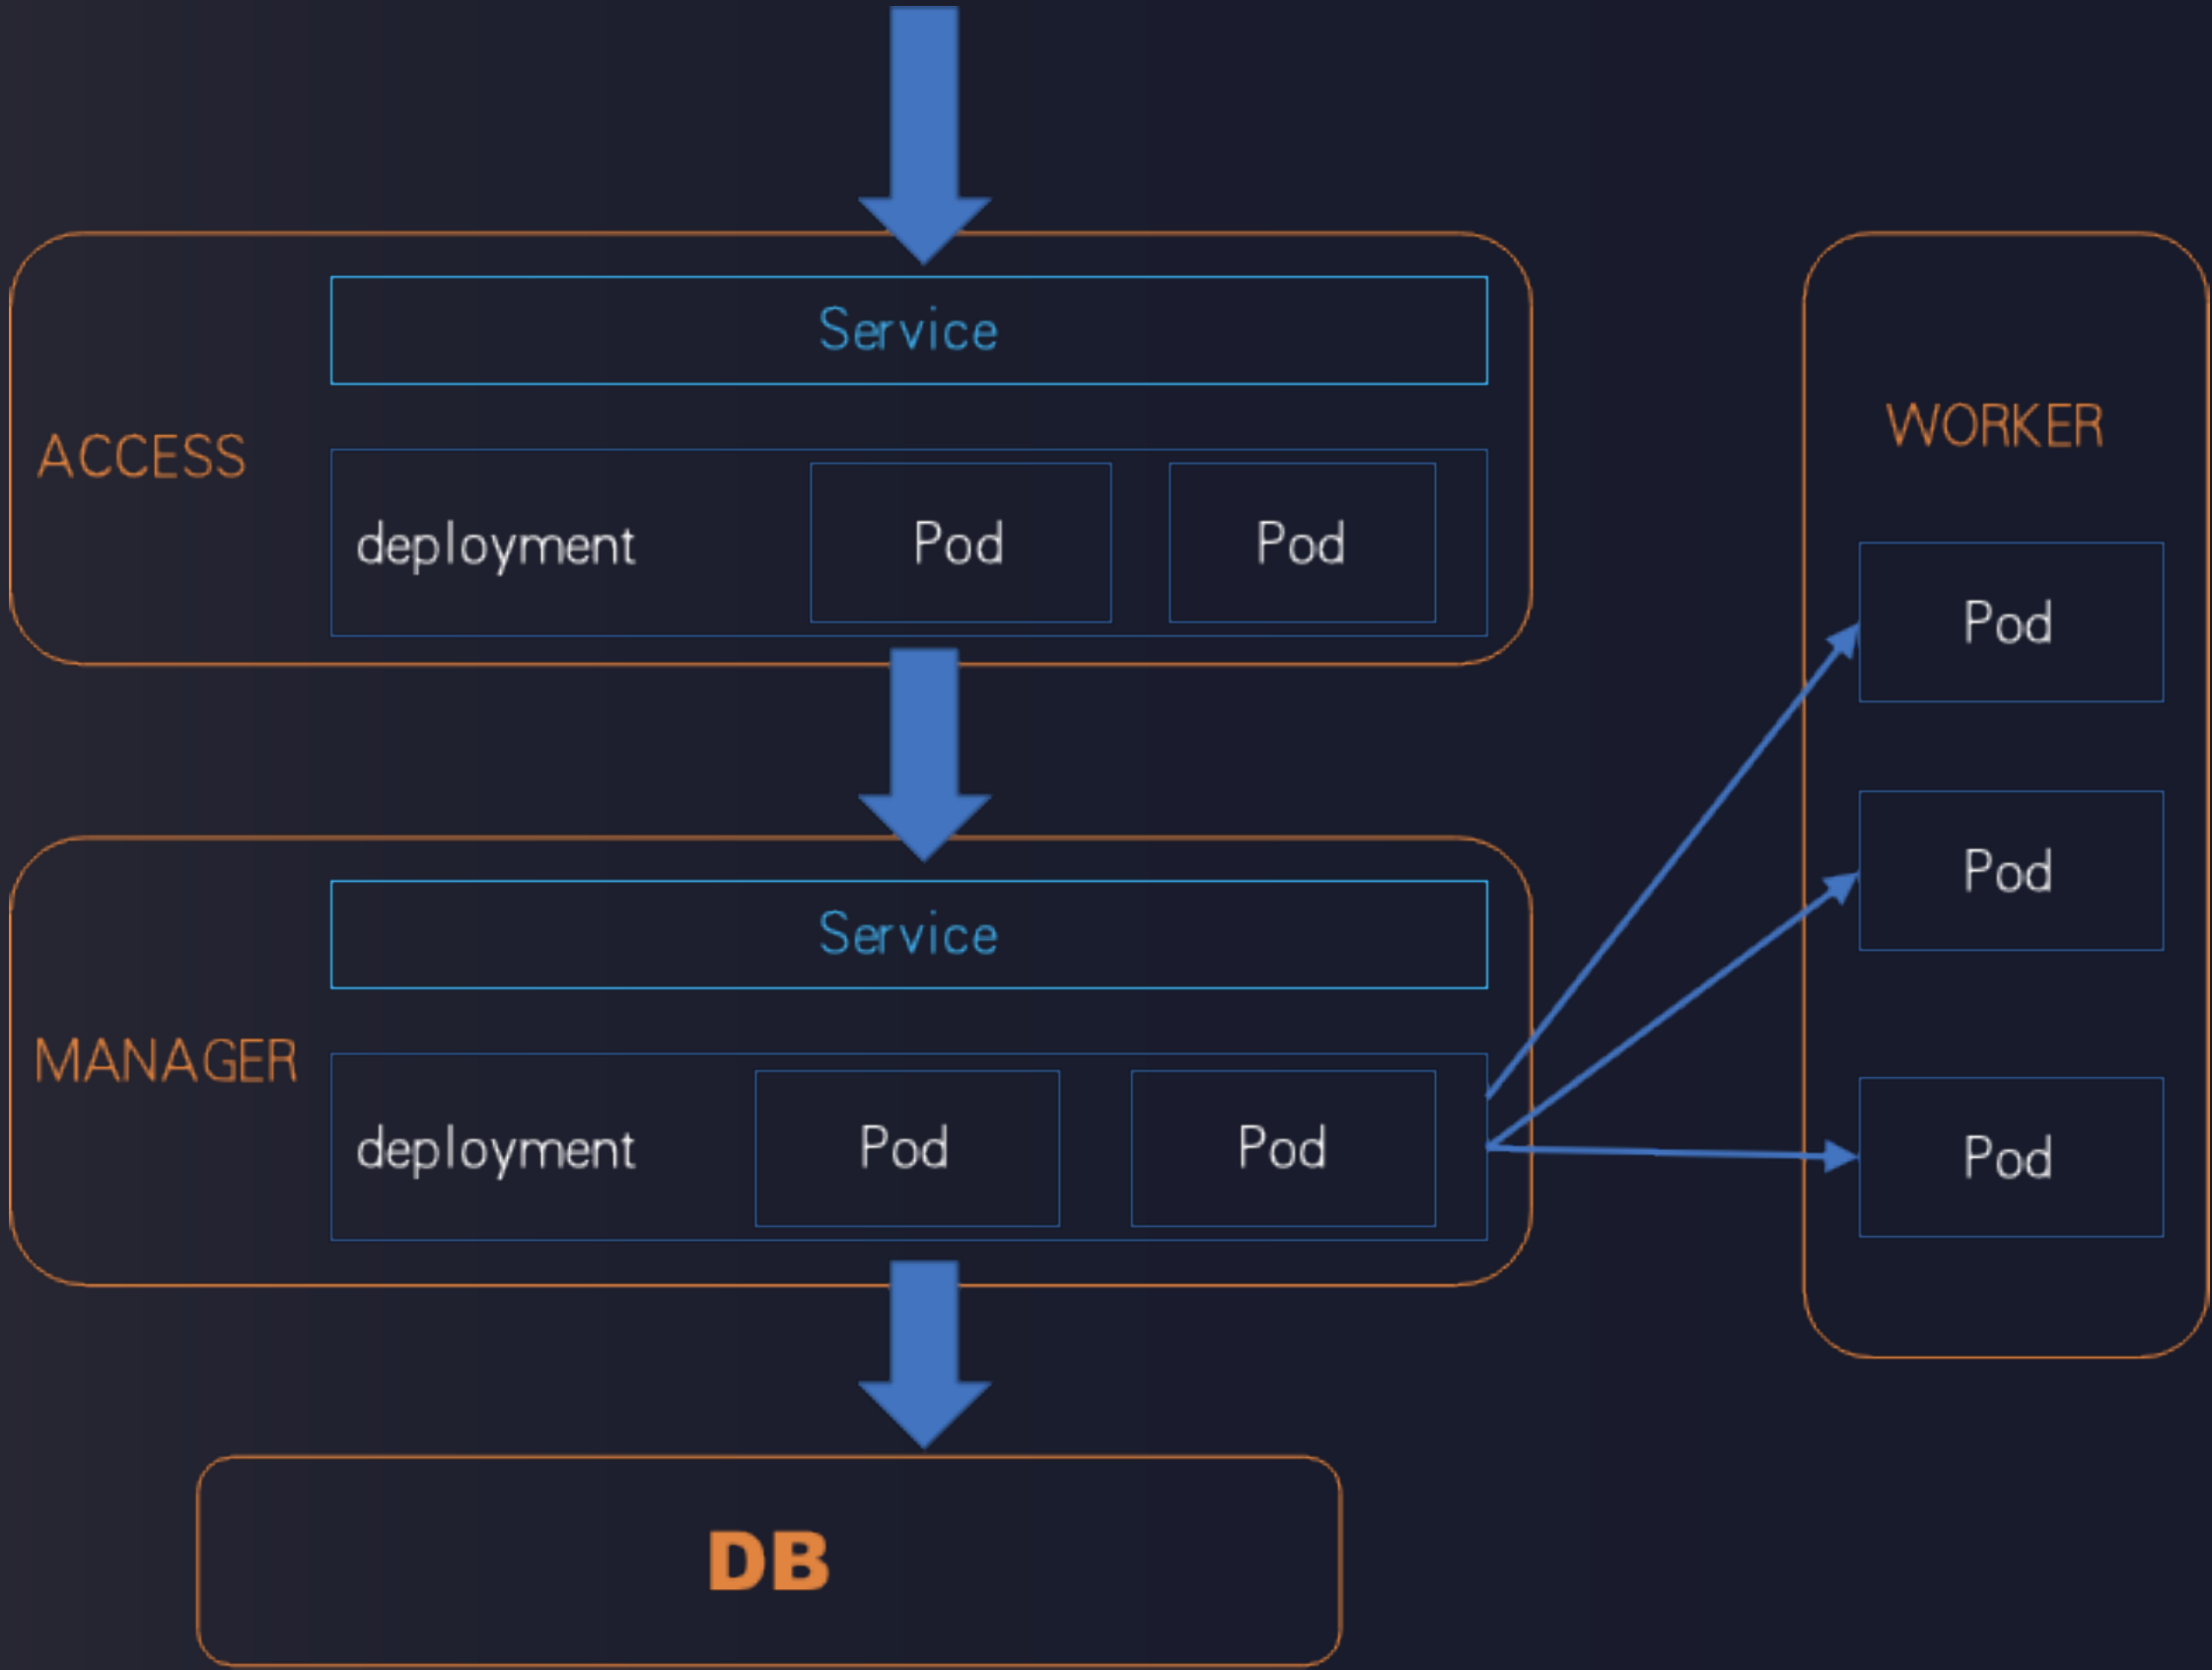 Service
ACCESS
deployment Pod Pod
WORKER
Pod
Pod
Pod
Service
MANAGER
deployment Pod Pod
DB